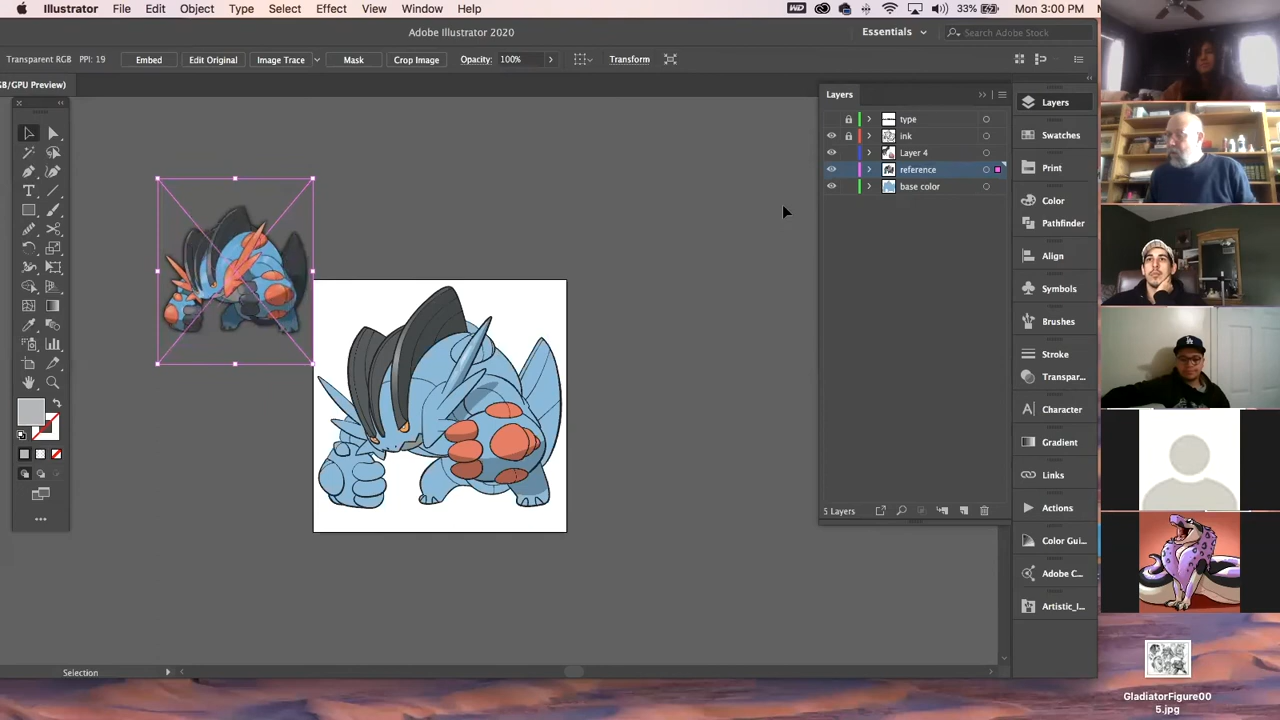 Illustrator File Edit Object Type Select Effect View Window Help
33% Mon 3:00 PM
Adobe Illustrator 2020
Essentials
Search Adobe Stock
Transparent RGB PPI: 19
Embed
Edit Original
Image Trace
Mask
Crop Image
Opacity: 100%
Transform
GB/GPU Preview)
Layers
type
ink
Layer 4
reference
base color
5 Layers
Layers
Swatches
Print
Color
Pathfinder
Align
Symbols
Brushes
Stroke
Transpar...
Character
Gradient
Links
Actions
Color Gui...
Adobe C...
Artistic_I...
Selection
GladiatorFigure00
5.jpg